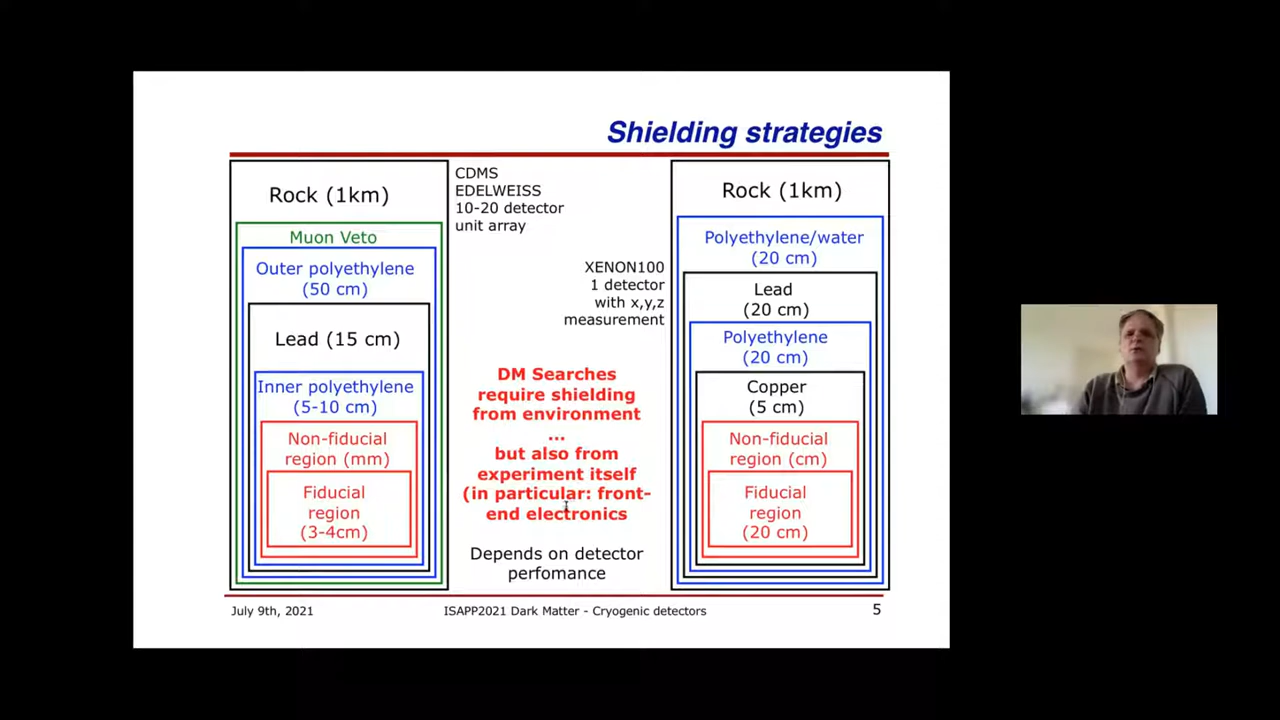 Shielding strategies
Rock (1km)
Muon Veto
Outer polyethylene
(50 cm)
Lead (15 cm)
Inner polyethylene
(5-10 cm)
Non-fiducial
region (mm)
Fiducial
region
(3-4cm)
CDMS
EDELWEISS
10-20 detector
unit array
XENON100
1 detector
with x,y,z
measurement
DM Searches
require shielding
from environment
...
but also from
experiment itself
(in particular: front-
end electronics
Depends on detector
perfomance
Rock (1km)
Polyethylene/water
(20 cm)
Lead
(20 cm)
Polyethylene
(20 cm)
Copper
(5 cm)
Non-fiducial
region (cm)
Fiducial
region
(20 cm)
July 9th, 2021
ISAPP2021 Dark Matter - Cryogenic detectors
5